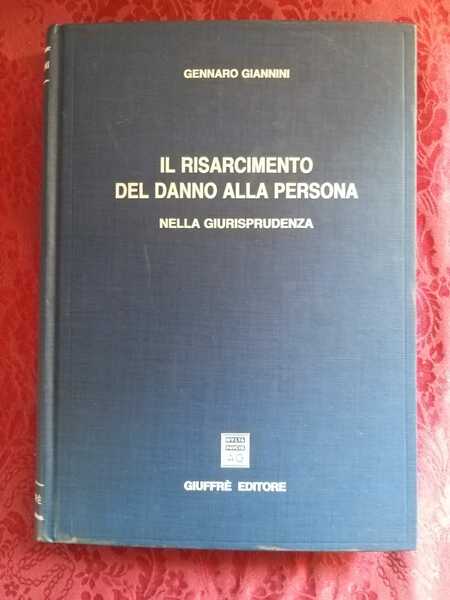 GENNARO GIANNINI
IL RISARCIMENTO
DEL DANNO ALLA PERSONA
NELLA GIURISPRUDENZA
GIUFFRÈ EDITORE